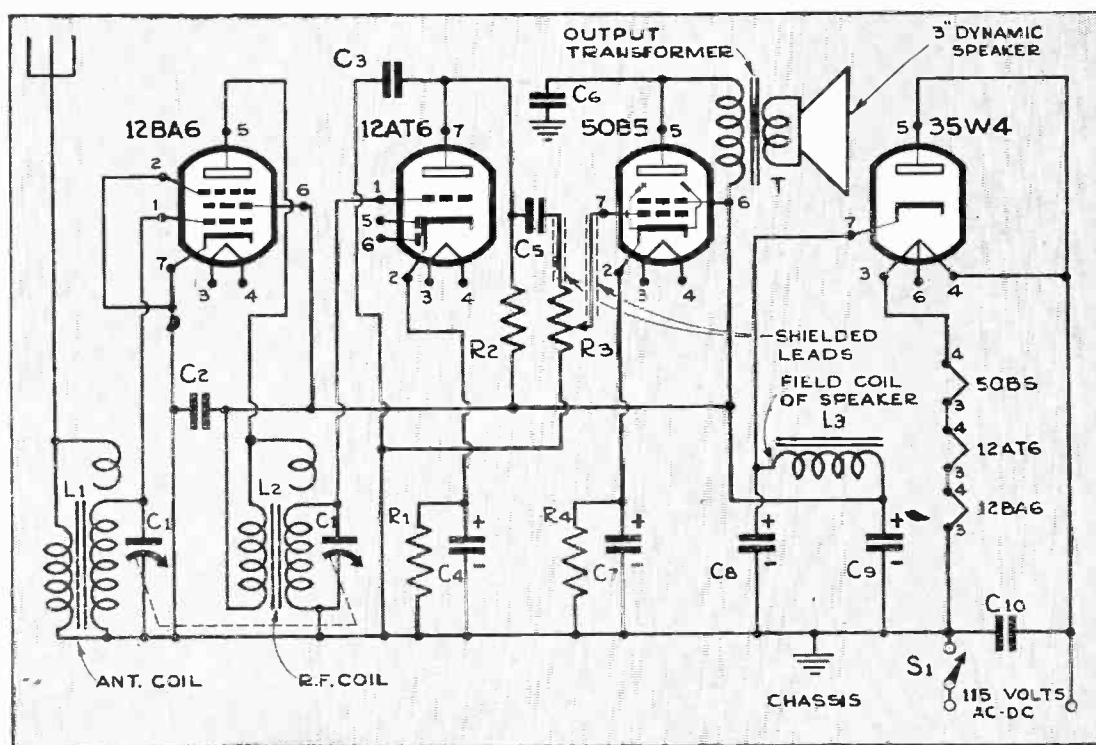 OUTPUT
TRANSFORMER
3" DYNAMIC
SPEAKER
C3
C6
12BA6
12AT6
50B5
35W4
5
7
5
5
T
2
1
6
1
5
6
7
6
7
C5
7
2
2
3
4
3
4
3
4
3
6
4
R2
R3
SHIELDED
LEADS
C2
FIELD COIL
OF SPEAKER
L3
4
50B5
3
4
12AT6
3
4
12BA6
3
L1
C1
L2
C1
R1
C4
R4
C7
C8
C9
+
-
+
-
+
-
+
-
C10
S1
ANT. COIL
R.F. COIL
CHASSIS
115 VOLTS
AC-DC